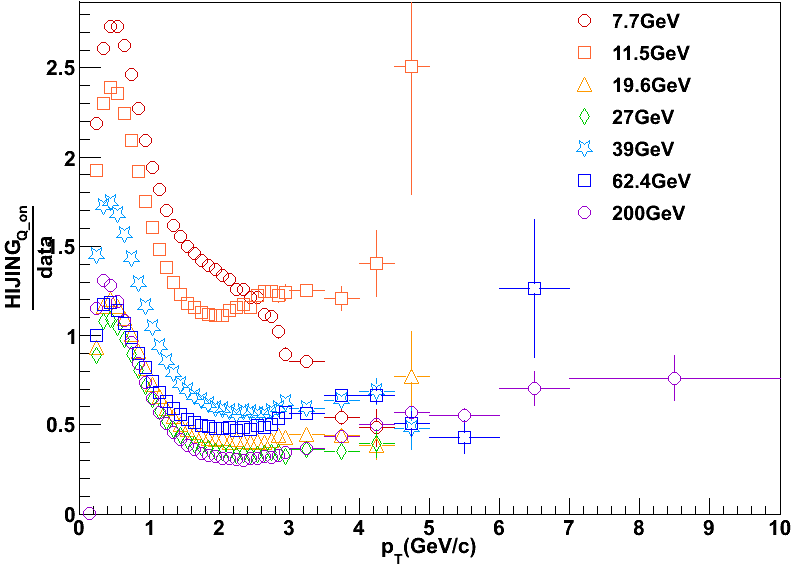 HIJING_Q_on
data
2.5
2
1.5
1
0.5
0
0 1 2 3 4 5 6 7 8 9 10
p_T(GeV/c)
7.7GeV
11.5GeV
19.6GeV
27GeV
39GeV
62.4GeV
200GeV